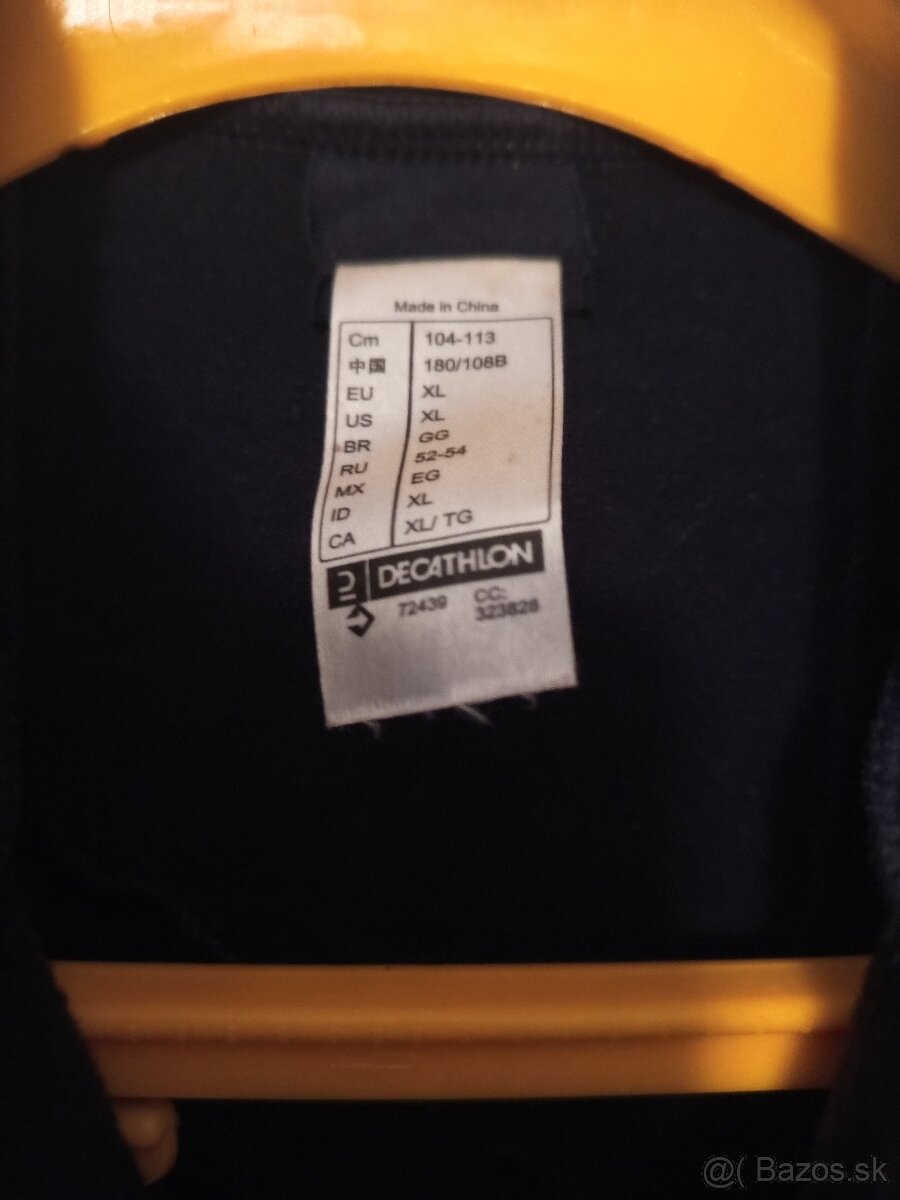 Made in China
Cm 104-113
中国 180/108B
EU XL
US XL
BR GG
RU 52-54
MX EG
ID XL
CA XL/ TG
DECATHLON
72439 CC: 323828
@( Bazos.sk